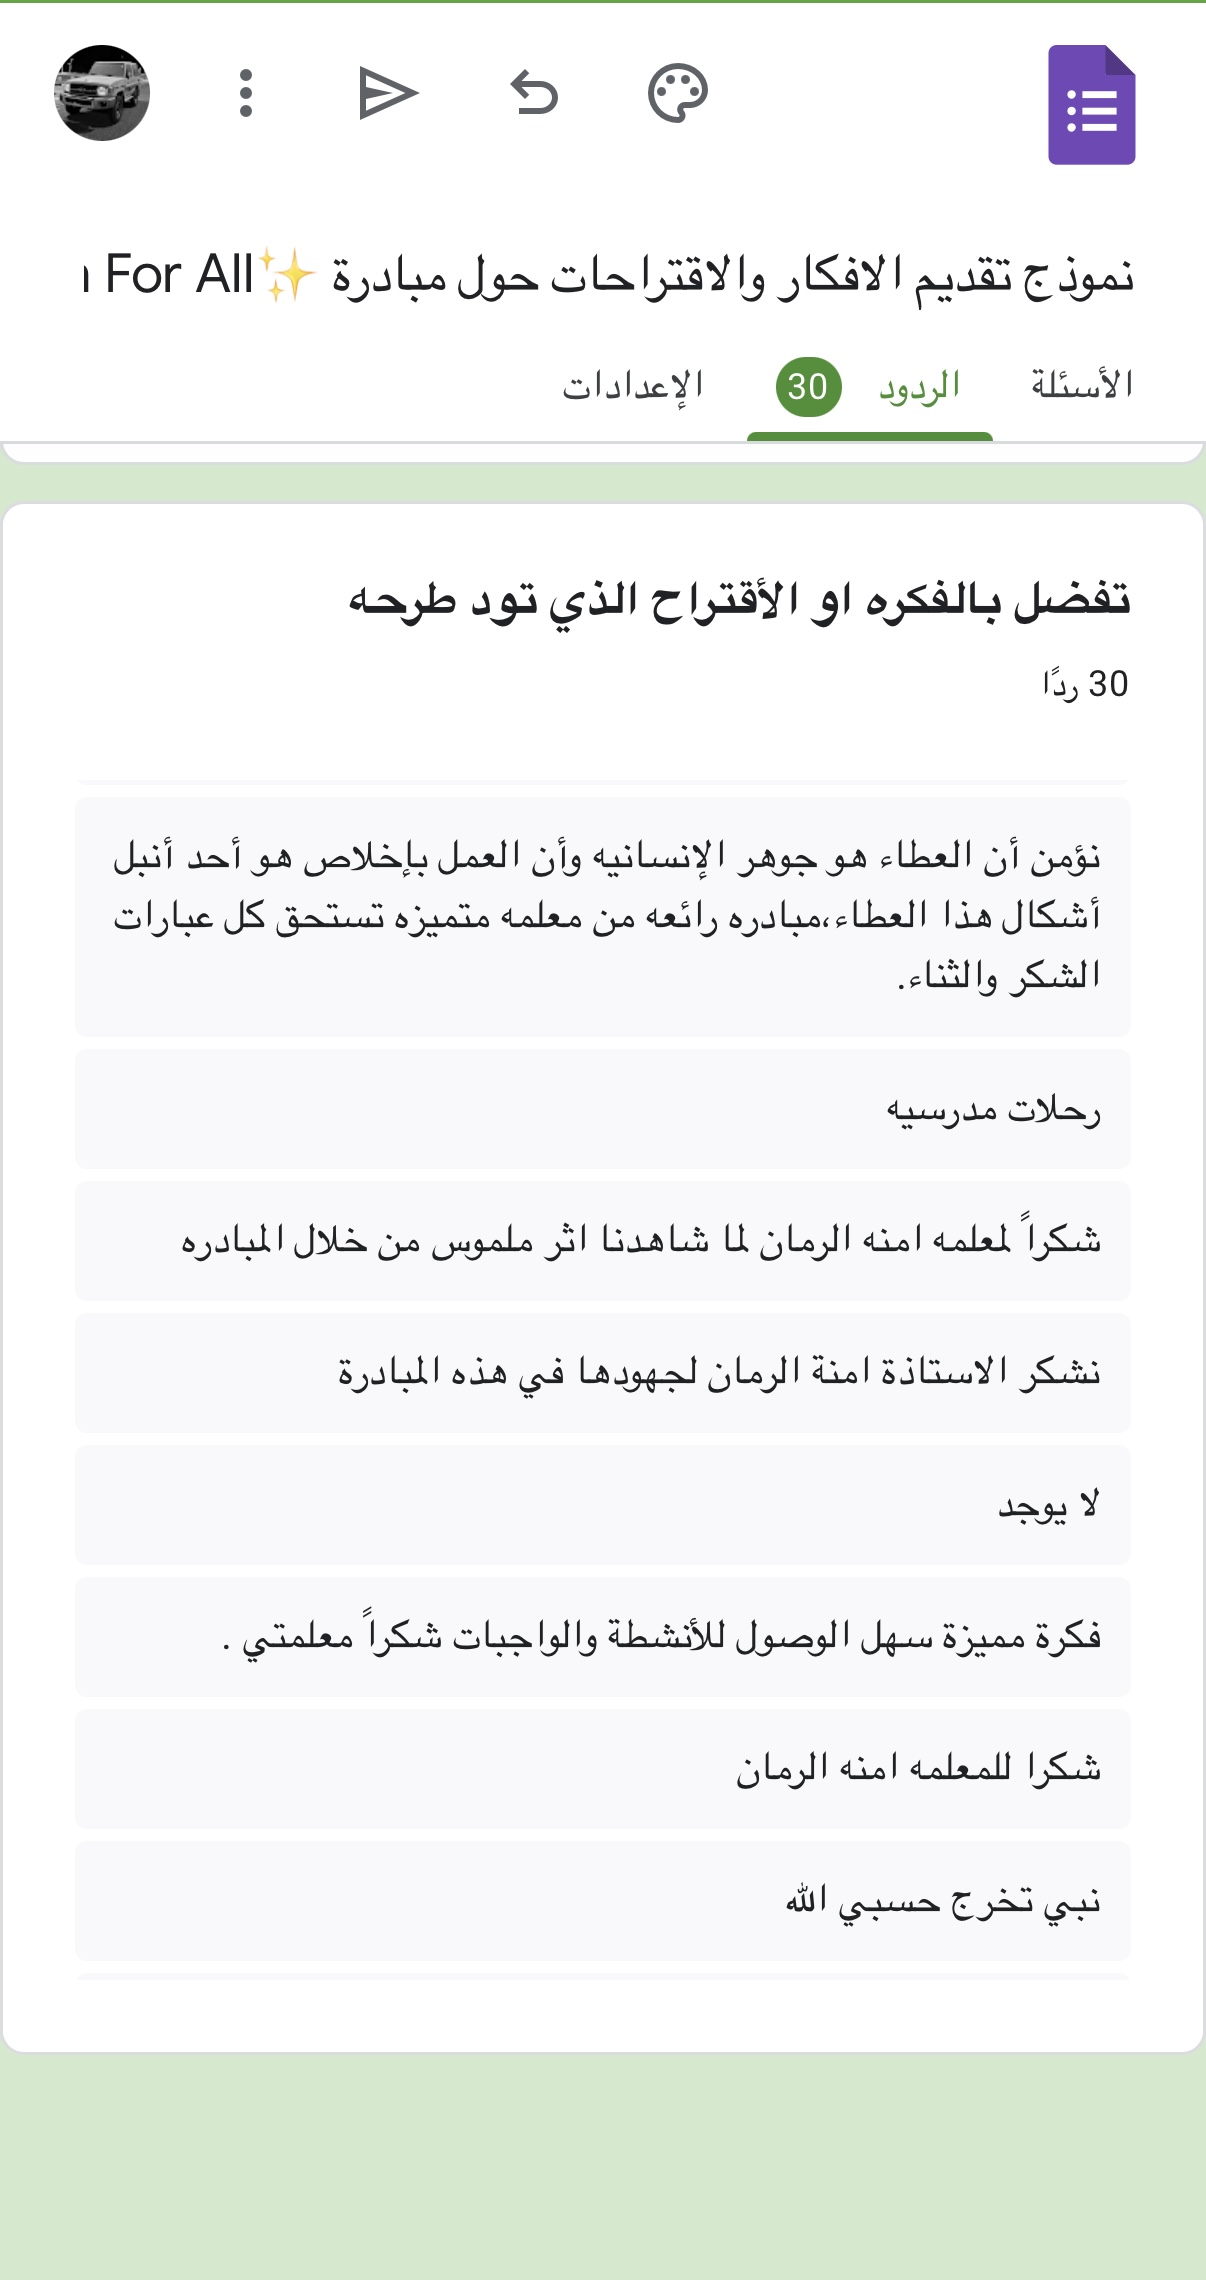 نموذج تقديم الافكار والاقتراحات حول مبادرة ✨For All
الأسئلة
الردود
30
الإعدادات
تفضل بالفكره او الأقتراح الذي تود طرحه
30 ردًا
نؤمن أن العطاء هو جوهر الإنسانيه وأن العمل بإخلاص هو أحد أنبل
أشكال هذا العطاء،مبادره رائعه من معلمه متميزه تستحق كل عبارات
الشكر والثناء.
رحلات مدرسيه
شكراً لمعلمه امنه الرمان لما شاهدنا اثر ملموس من خلال المبادره
نشكر الاستاذة امنة الرمان لجهودها في هذه المبادرة
لا يوجد
فكرة مميزة سهل الوصول للأنشطة والواجبات شكراً معلمتي .
شكرا للمعلمه امنه الرمان
نبي تخرج حسبي الله